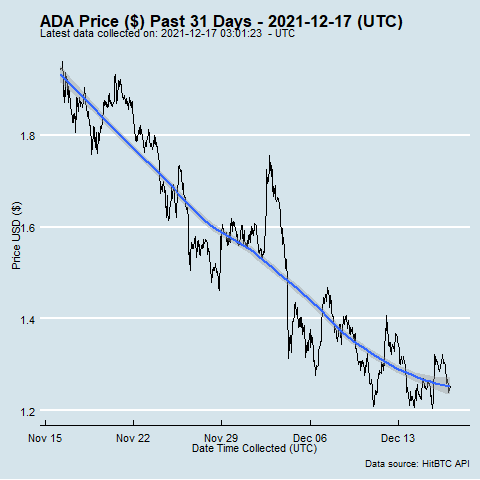 ADA Price ($) Past 31 Days - 2021-12-17 (UTC)
Latest data collected on: 2021-12-17 03:01:23 - UTC
Price USD ($)
1.8
1.6
1.4
1.2
Nov 15 Nov 22 Nov 29 Dec 06 Dec 13
Date Time Collected (UTC)
Data source: HitBTC API